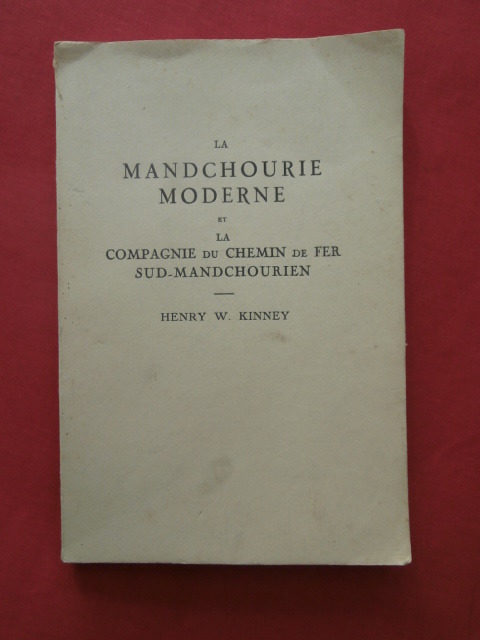 LA
MANDCHOURIE
MODERNE
ET
LA
COMPAGNIE DU CHEMIN DE FER
SUD-MANDCHOURIEN
HENRY W. KINNEY